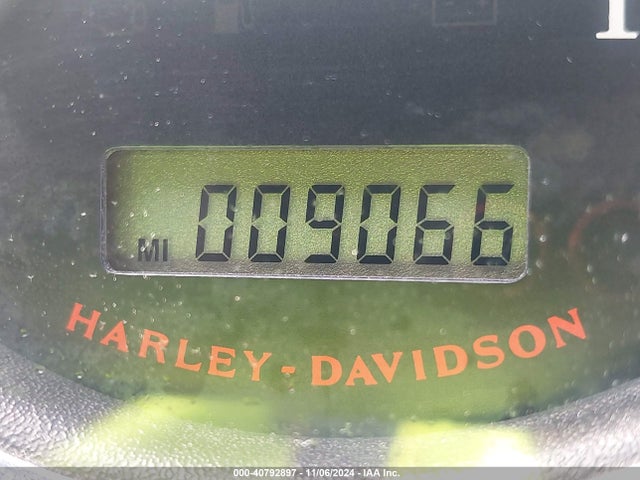 MI 009066
HARLEY-DAVIDSON
000-40792897 - 11/06/2024 - IAA Inc.